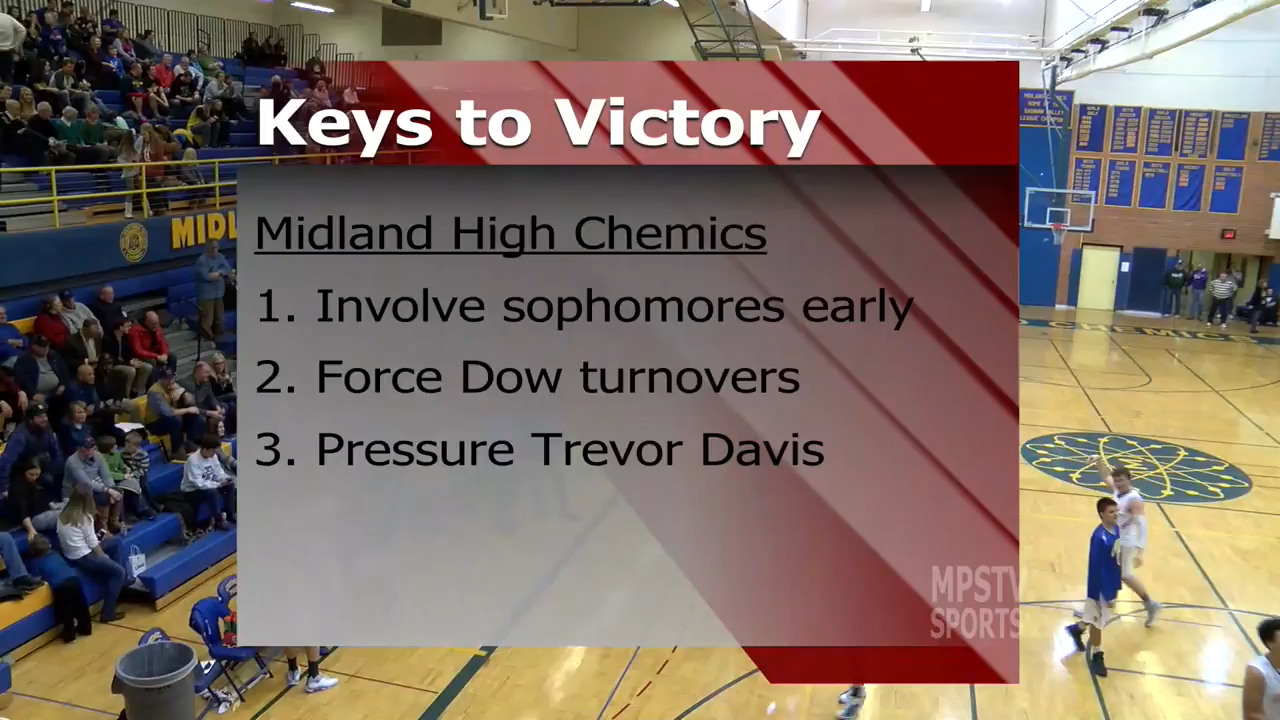 Keys to Victory
Midland High Chemics
1. Involve sophomores early
2. Force Dow turnovers
3. Pressure Trevor Davis
MIDL
CHEMICS
MPSTV
SPORTS